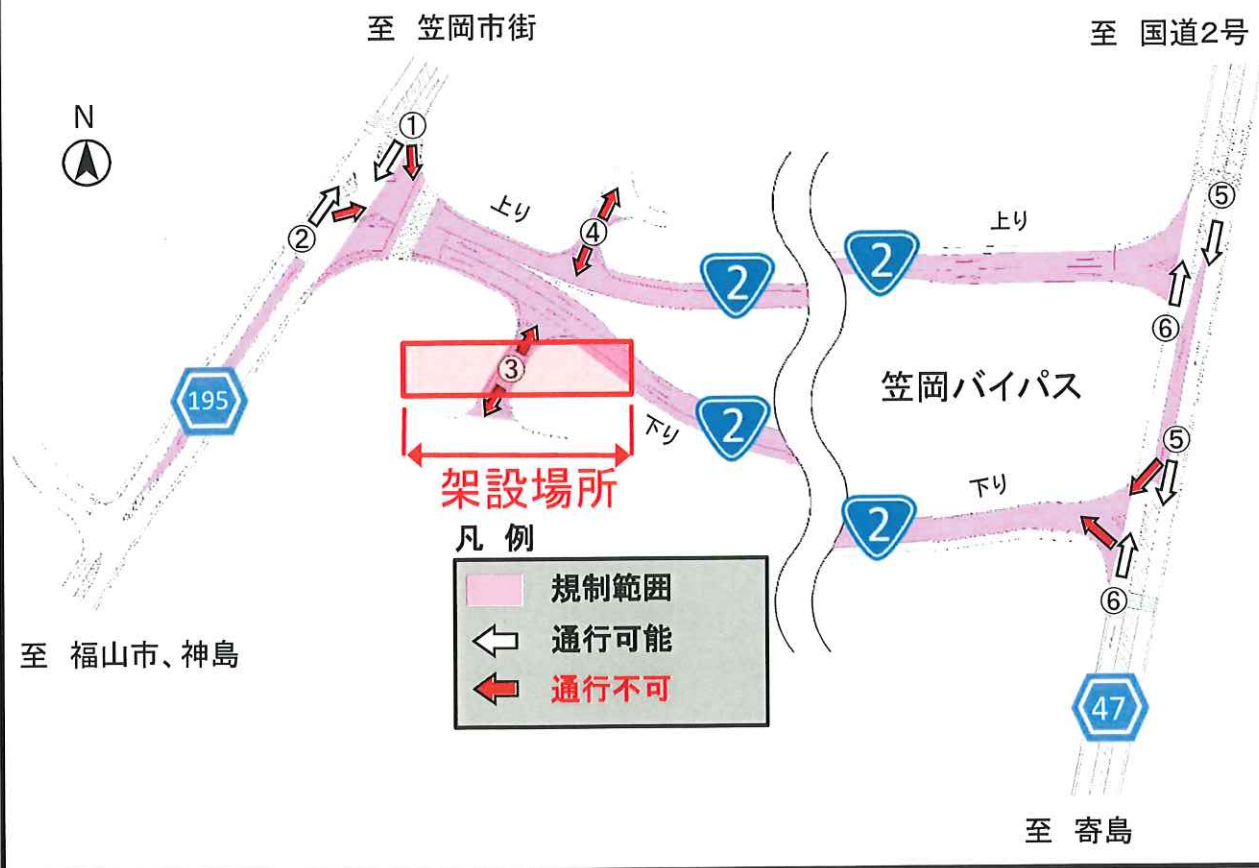 至 笠岡市街
至 国道2号
N
①
②
上り
④
2
2
上り
⑤
⑥
③
195
下り
2
笠岡バイパス
架設場所
2
下り
⑤
⑥
凡 例
規制範囲
通行可能
通行不可
至 福山市、神島
47
至 寄島